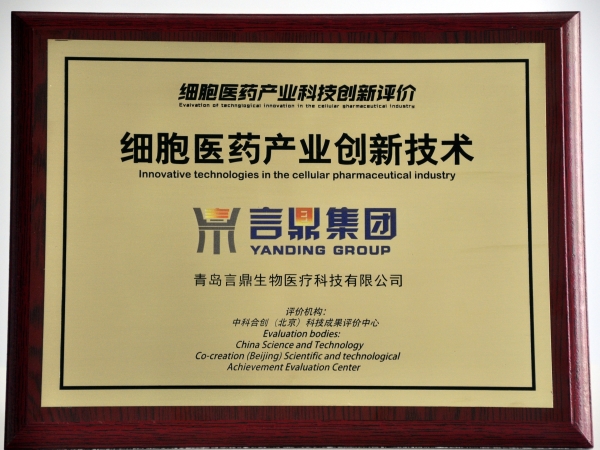 细胞医药产业科技创新评价
Evalvation of technglogical innovation in the cellular pharmaceutical industry
细胞医药产业创新技术
Innovative technologies in the cellular pharmaceutical industry
言鼎集团
YANDING GROUP
青岛言鼎生物医疗科技有限公司
评价机构:
中科合创（北京）科技成果评价中心
Evaluation bodies:
China Science and Technology
Co-creation (Beijing) Scientific and technological
Achievement Evaluation Center